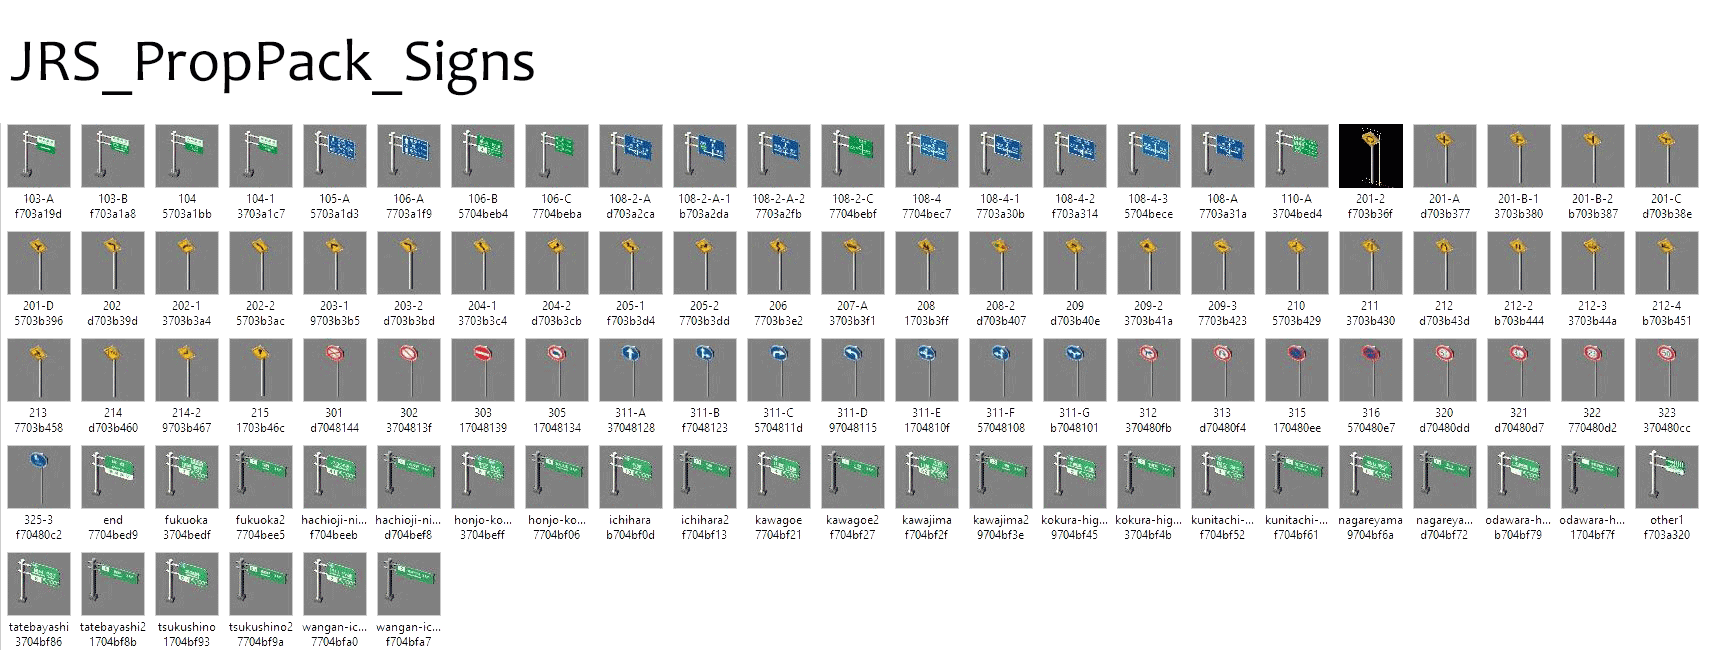 JRS_PropPack_Signs
103-A 103-B 104 104-1 105-A 106-A 106-B 106-C 108-2-A 108-2-A-1 108-2-A-2 108-2-C 108-4 108-4-1 108-4-2 108-4-3 108-A 110-A 201-2 201-A 201-B-1 201-B-2 201-C
f703a19d f703a1a8 5703a1bb 3703a1c7 5703a1d3 7703a1f9 5704beb4 7704beba d703a2ca b703a2da 7703a2fb 7704bebf 7704bec7 7703a30b f703a314 5704bece 7703a31a 3704bed4 f703b36f d703b377 3703b380 b703b387 d703b38e
201-D 202 202-1 202-2 203-1 203-2 204-1 204-2 205-1 205-2 206 207-A 208 208-2 209 209-2 209-3 210 211 212 212-2 212-3 212-4
5703b396 d703b39d 3703b3a4 5703b3ac 9703b3b5 d703b3bd 3703b3c4 d703b3cb f703b3d4 7703b3dd 7703b3e2 3703b3f1 1703b3ff d703b407 d703b40e 3703b41a 7703b423 5703b429 3703b430 d703b43d b703b444 3703b44a b703b451
213 214 214-2 215 301 302 303 305 311-A 311-B 311-C 311-D 311-E 311-F 311-G 312 313 315 316 320 321 322 323
7703b458 d703b460 9703b467 1703b46c d7048144 3704813f 17048139 17048134 37048128 f7048123 5704811d 97048115 1704810f 57048108 b7048101 370480fb d70480f4 170480ee 570480e7 d70480dd d70480d7 770480d2 370480cc
325-3 end fukuoka fukuoka2 hachioji-ni... hachioji-ni... honjo-ko... honjo-ko... ichihara ichihara2 kawagoe kawagoe2 kawajima kawajima2 kokura-hig... kokura-hig... kunitachi-... kunitachi-... nagareyama nagareya... odawara-h... odawara-h... other1
f70480c2 7704bed9 3704bedf 7704bee5 f704beeb d704bef8 3704beff 7704bf06 b704bf0d f704bf13 7704bf21 f704bf27 f704bf2f 9704bf3e 9704bf45 3704bf4b f704bf52 f704bf61 9704bf6a d704bf72 b704bf79 1704bf7f f703a320
tatebayashi tatebayashi2 tsukushino tsukushino2 wangan-ic... wangan-ic...
3704bf86 1704bf8b 1704bf93 7704bf9a 7704bfa0 f704bfa7